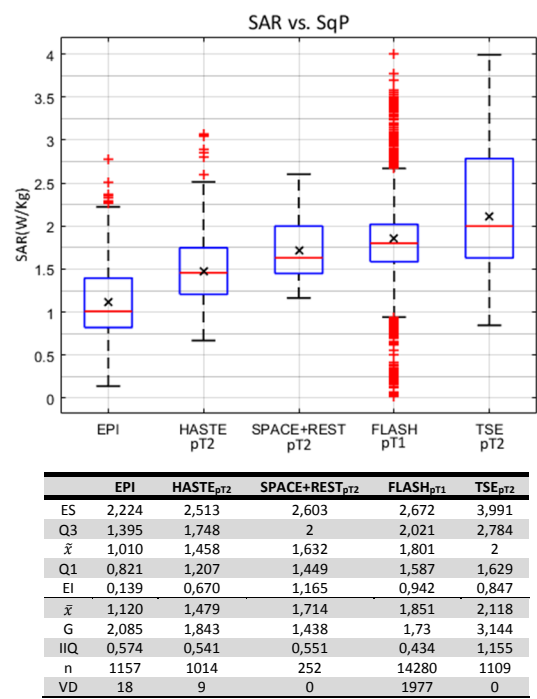 SAR vs. SqP
SAR(W/Kg)
4
3.5
3
2.5
2
1.5
1
0.5
0
EPI HASTE SPACE+REST FLASH TSE
pT2 pT2 pT1 pT2
EPI HASTEpT2 SPACE+RESTpT2 FLASHpT1 TSEpT2
ES 2,224 2,513 2,603 2,672 3,991
Q3 1,395 1,748 2 2,021 2,784
x̃ 1,010 1,458 1,632 1,801 2
Q1 0,821 1,207 1,449 1,587 1,629
EI 0,139 0,670 1,165 0,942 0,847
x̄ 1,120 1,479 1,714 1,851 2,118
G 2,085 1,843 1,438 1,73 3,144
IIQ 0,574 0,541 0,551 0,434 1,155
n 1157 1014 252 14280 1109
VD 18 9 0 1977 0